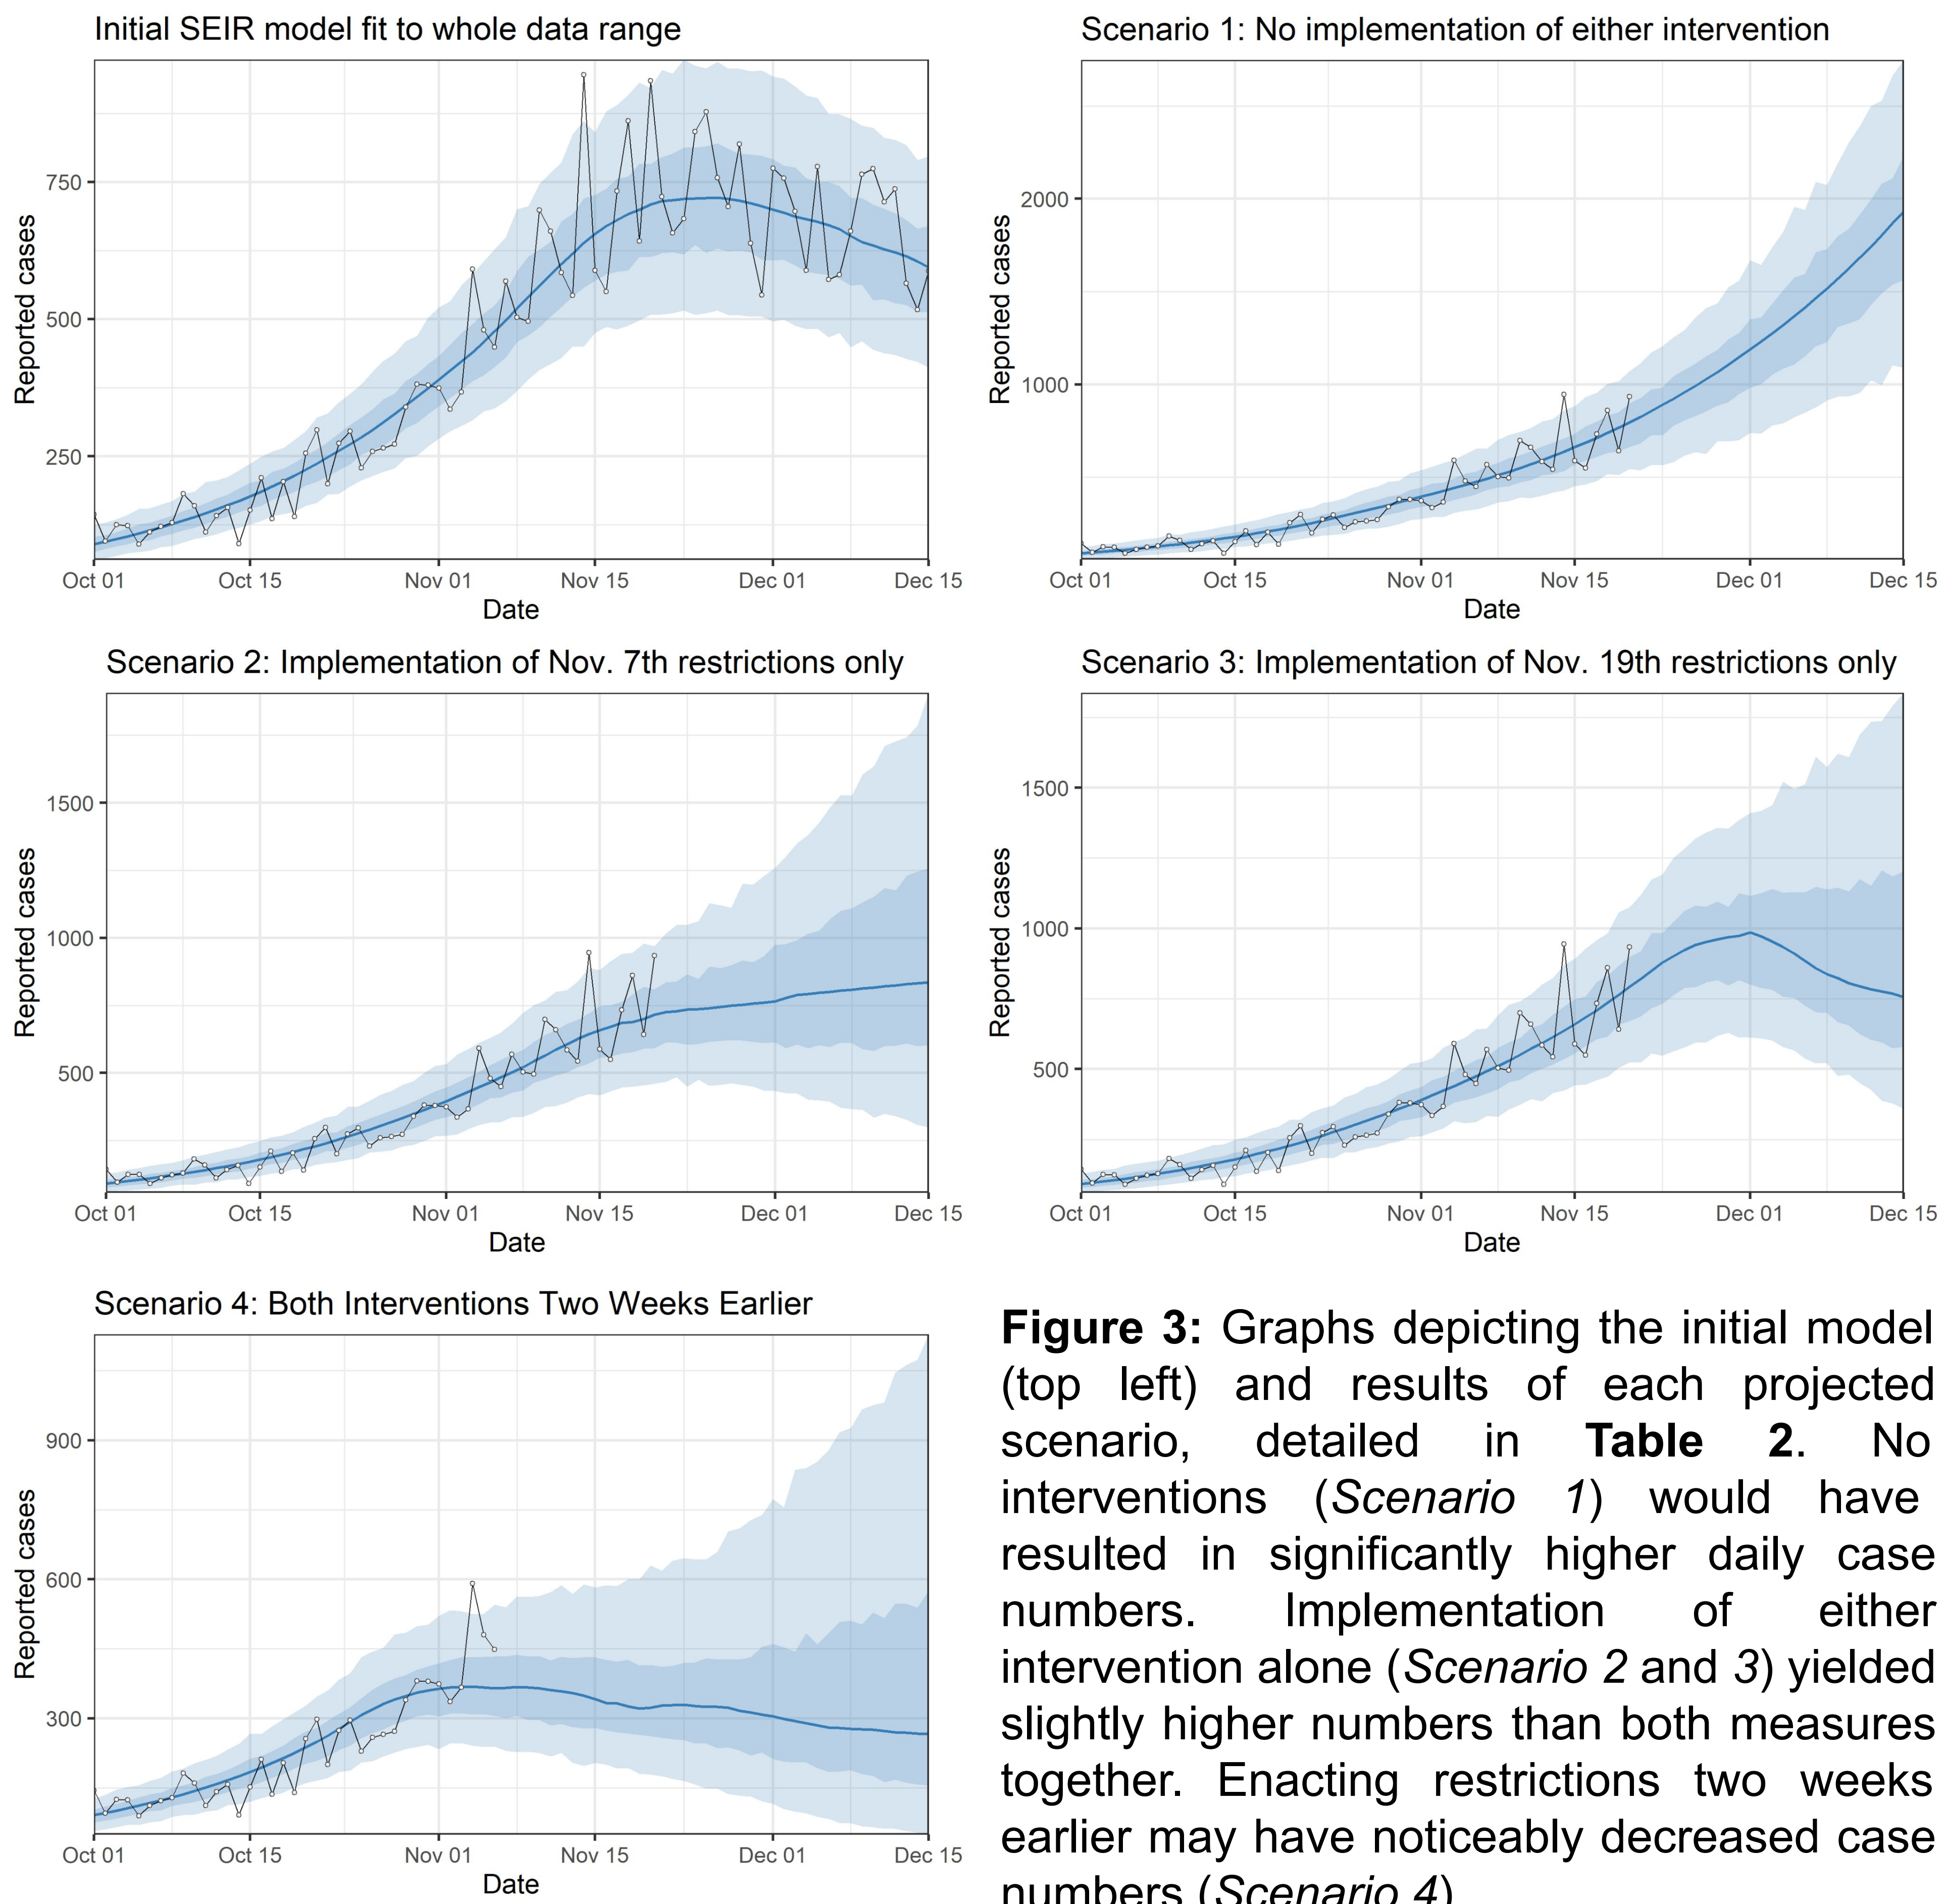 Initial SEIR model fit to whole data range
Reported cases
750
500
250
Oct 01 Oct 15 Nov 01 Nov 15 Dec 01 Dec 15
Date
Scenario 1: No implementation of either intervention
Reported cases
2000
1000
Oct 01 Oct 15 Nov 01 Nov 15 Dec 01 Dec 15
Date
Scenario 2: Implementation of Nov. 7th restrictions only
Reported cases
1500
1000
500
Oct 01 Oct 15 Nov 01 Nov 15 Dec 01 Dec 15
Date
Scenario 3: Implementation of Nov. 19th restrictions only
Reported cases
1500
1000
500
Oct 01 Oct 15 Nov 01 Nov 15 Dec 01 Dec 15
Date
Scenario 4: Both Interventions Two Weeks Earlier
Reported cases
900
600
300
Oct 01 Oct 15 Nov 01 Nov 15 Dec 01 Dec 15
Date
Figure 3: Graphs depicting the initial model
(top left) and results of each projected
scenario, detailed in Table 2. No
interventions (Scenario 1) would have
resulted in significantly higher daily case
numbers. Implementation of either
intervention alone (Scenario 2 and 3) yielded
slightly higher numbers than both measures
together. Enacting restrictions two weeks
earlier may have noticeably decreased case
numbers (Scenario 4)